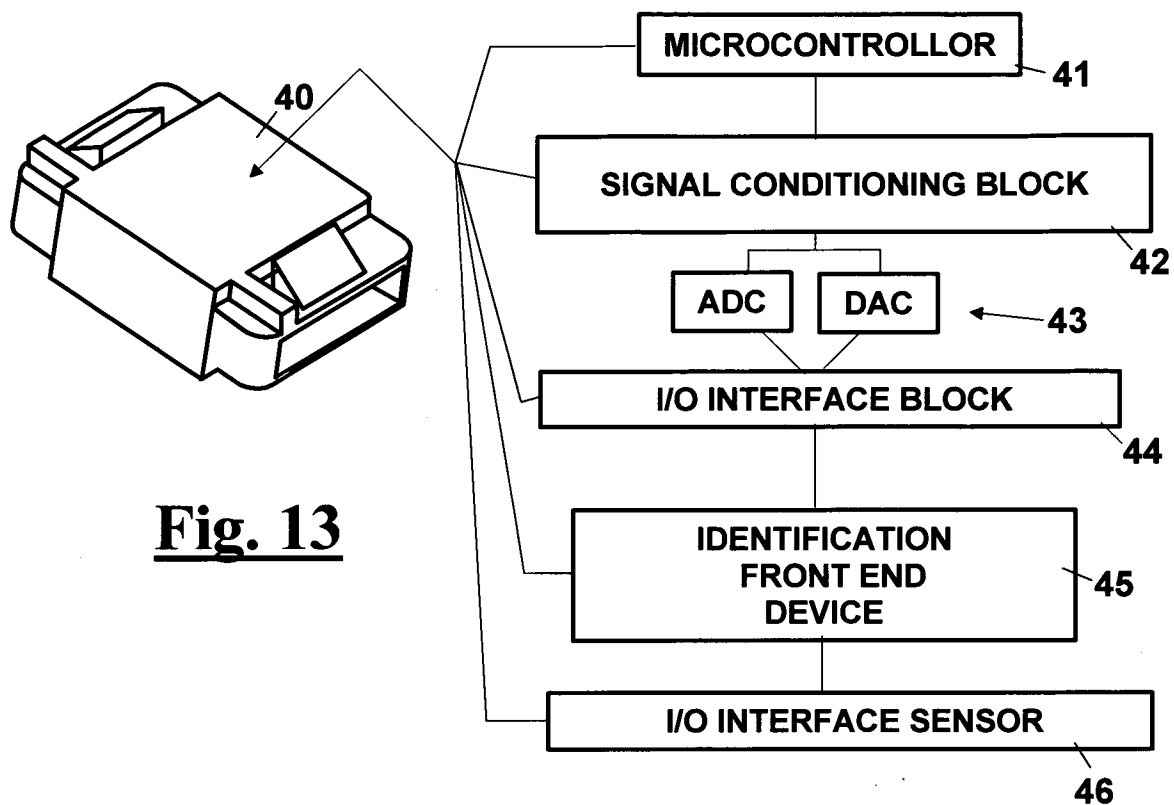 MICROCONTROLLOR
41
40
SIGNAL CONDITIONING BLOCK
42
ADC
DAC
43
I/O INTERFACE BLOCK
44
Fig. 13
IDENTIFICATION
FRONT END
DEVICE
45
I/O INTERFACE SENSOR
46